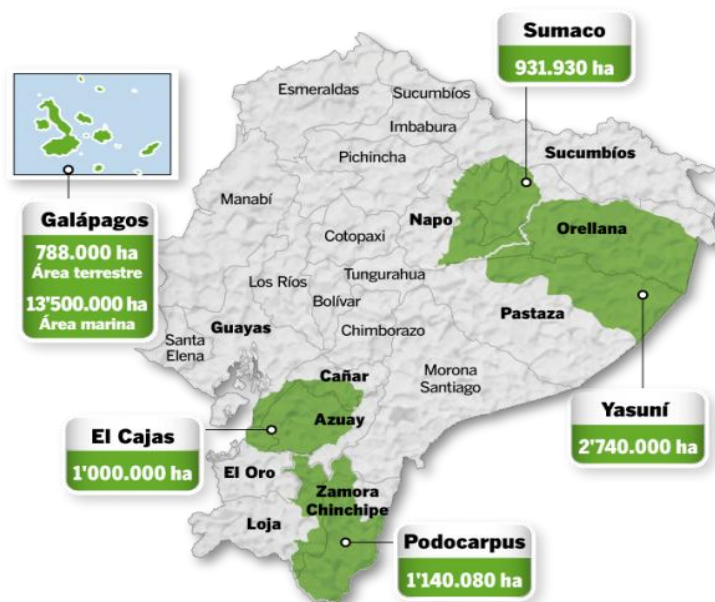 Sumaco
931.930 ha
Esmeraldas
Sucumbíos
Imbabura
Pichincha
Sucumbíos
Manabí
Napo
Orellana
Galápagos
788.000 ha
Área terrestre
13'500.000 ha
Área marina
Cotopaxi
Los Ríos
Tungurahua
Bolívar
Pastaza
Guayas
Santa
Elena
Chimborazo
Cañar
Morona
Santiago
Azuay
Yasuní
2'740.000 ha
El Cajas
1'000.000 ha
El Oro
Zamora
Chinchipe
Loja
Podocarpus
1'140.080 ha